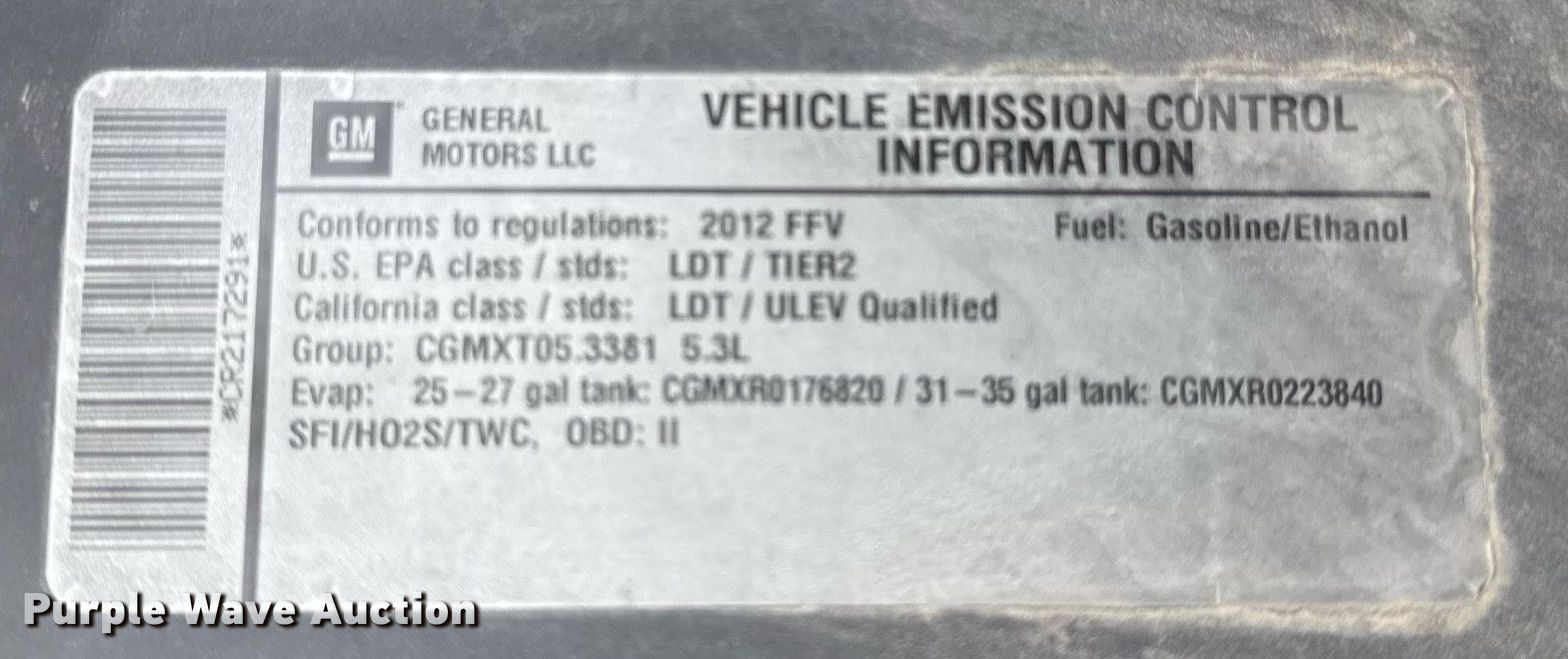 GM
GENERAL
MOTORS LLC
VEHICLE EMISSION CONTROL
INFORMATION
Conforms to regulations: 2012 FFV Fuel: Gasoline/Ethanol
U.S. EPA class / stds: LDT / TIER2
California class / stds: LDT / ULEV Qualified
Group: CGMXT05.3381 5.3L
Evap: 25-27 gal tank: CGMXR0176820 / 31-35 gal tank: CGMXR0223840
SFI/HO2S/TWC, OBD: II
*CR217291*
Purple Wave Auction